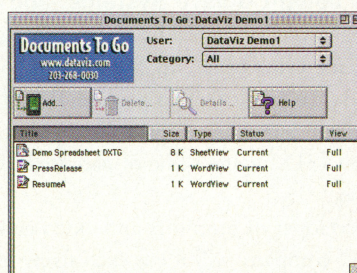 Documents To Go : DataViz Demo1
Documents To Go
www.dataviz.com
203-268-0030
User: DataViz Demo1
Category: All
Add... Delete... Details... Help
Title Size Type Status View
Demo Spreadsheet DXTG 8 K SheetView Current Full
PressRelease 1 K WordView Current Full
ResumeA 1 K WordView Current Full